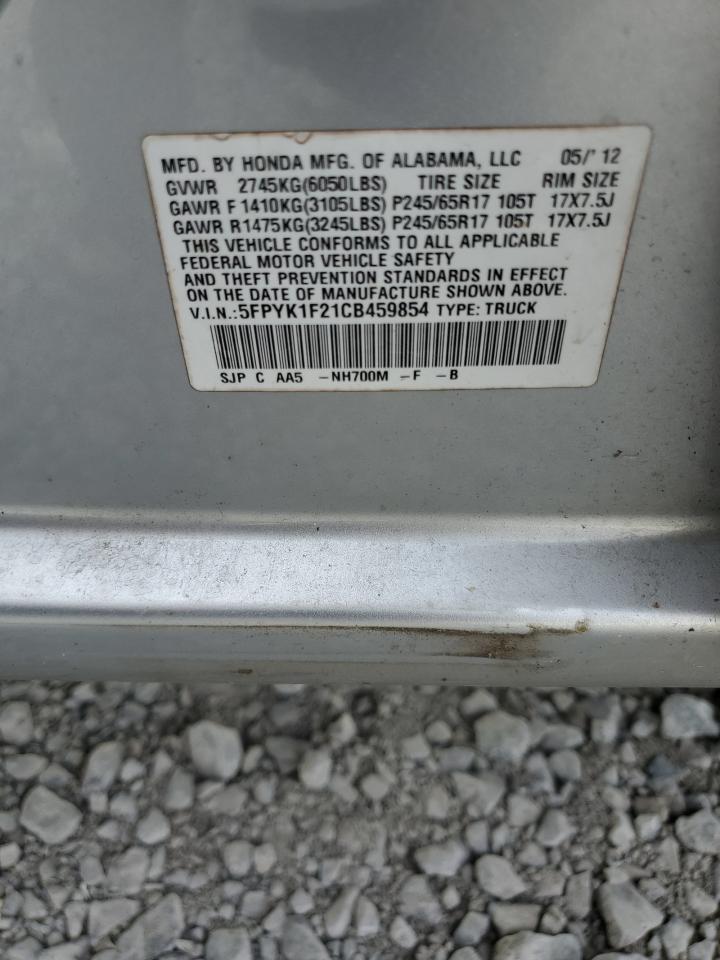 MFD. BY HONDA MFG. OF ALABAMA, LLC 05/'12
GVWR 2745KG(6050LBS) TIRE SIZE RIM SIZE
GAWR F 1410KG(3105LBS) P245/65R17 105T 17X7.5J
GAWR R1475KG(3245LBS) P245/65R17 105T 17X7.5J
THIS VEHICLE CONFORMS TO ALL APPLICABLE
FEDERAL MOTOR VEHICLE SAFETY
AND THEFT PREVENTION STANDARDS IN EFFECT
ON THE DATE OF MANUFACTURE SHOWN ABOVE.
V.I.N.:5FPYK1F21CB459854 TYPE: TRUCK
SJP C AA5 -NH700M -F -B